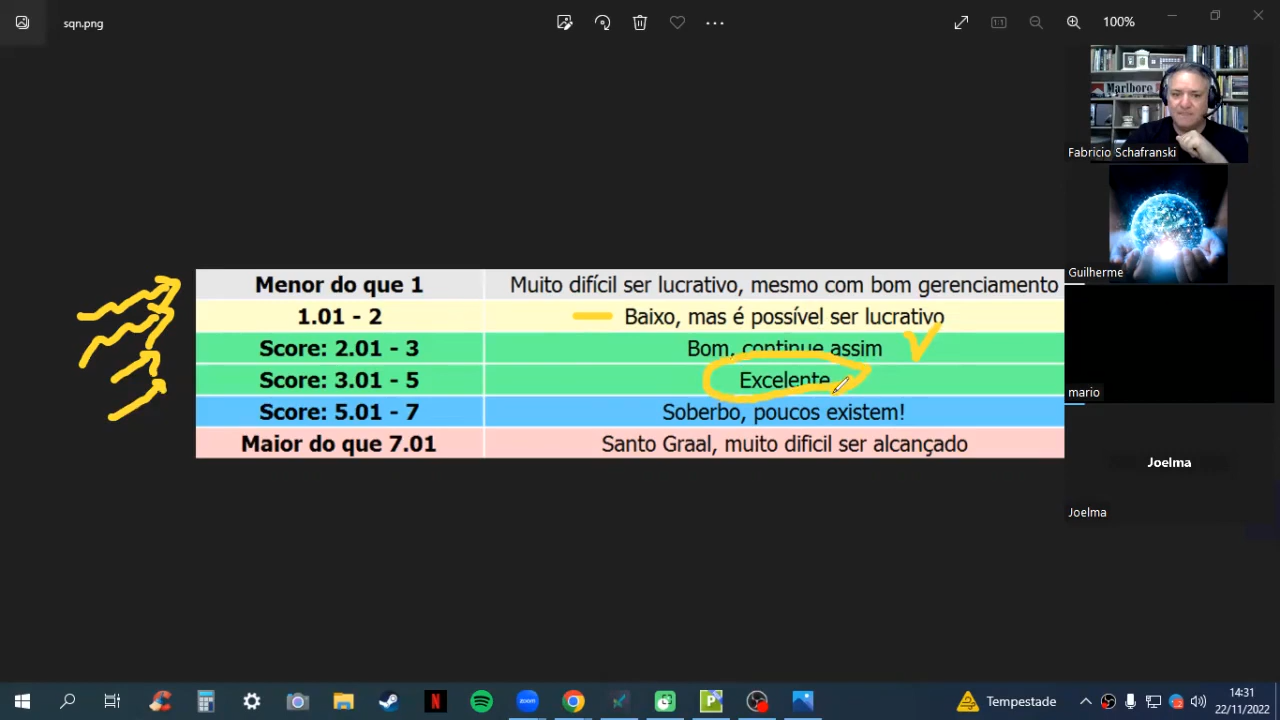 sqn.png
100%
Marlboro
Fabricio Schafranski
Guilherme
Menor do que 1 Muito difícil ser lucrativo, mesmo com bom gerenciamento
1.01 - 2 Baixo, mas é possível ser lucrativo
Score: 2.01 - 3 Bom, continue assim
Score: 3.01 - 5 Excelente
Score: 5.01 - 7 Soberbo, poucos existem!
Maior do que 7.01 Santo Graal, muito dificil ser alcançado
mario
Joelma
Joelma
Tempestade
14:31
22/11/2022